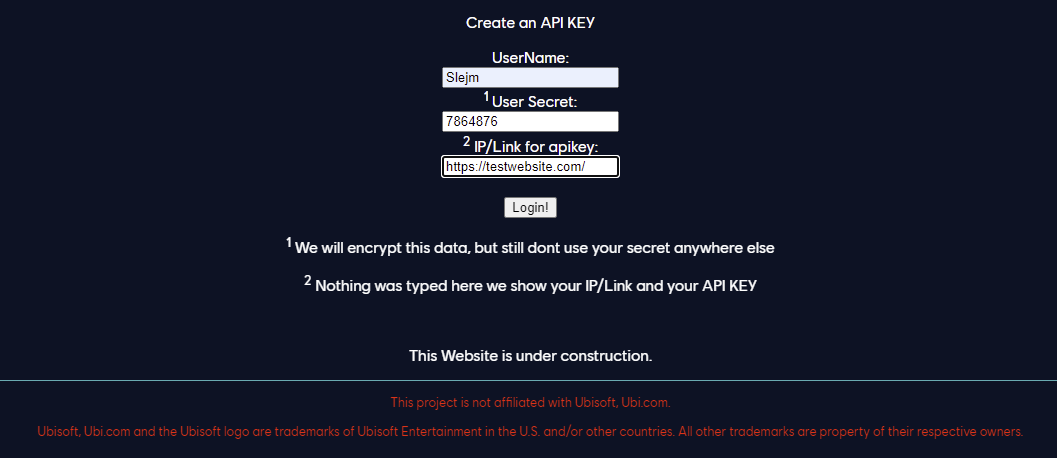 Create an API KEY
UserName:
Slejm
1 User Secret:
7864876
2 IP/Link for apikey:
https://testwebsite.com/
Login!
1 We will encrypt this data, but still dont use your secret anywhere else
2 Nothing was typed here we show your IP/Link and your API KEY
This Website is under construction.
This project is not affiliated with Ubisoft, Ubi.com.
Ubisoft, Ubi.com and the Ubisoft logo are trademarks of Ubisoft Entertainment in the U.S. and/or other countries. All other trademarks are property of their respective owners.